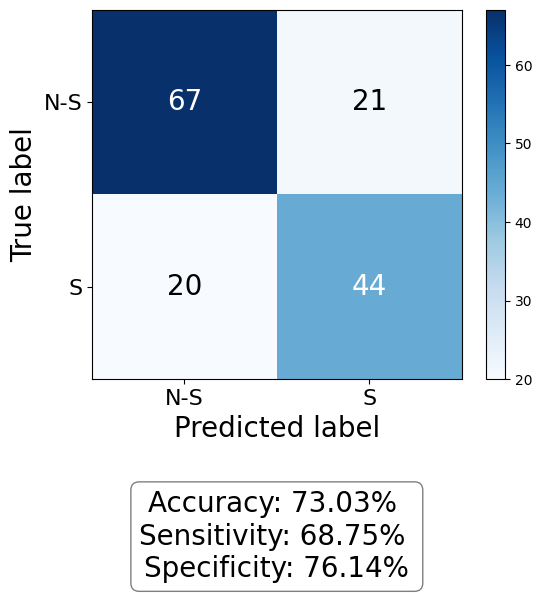 67
21
20
44
N-S
S
True label
N-S
S
Predicted label
60
50
40
30
20
Accuracy: 73.03%
Sensitivity: 68.75%
Specificity: 76.14%